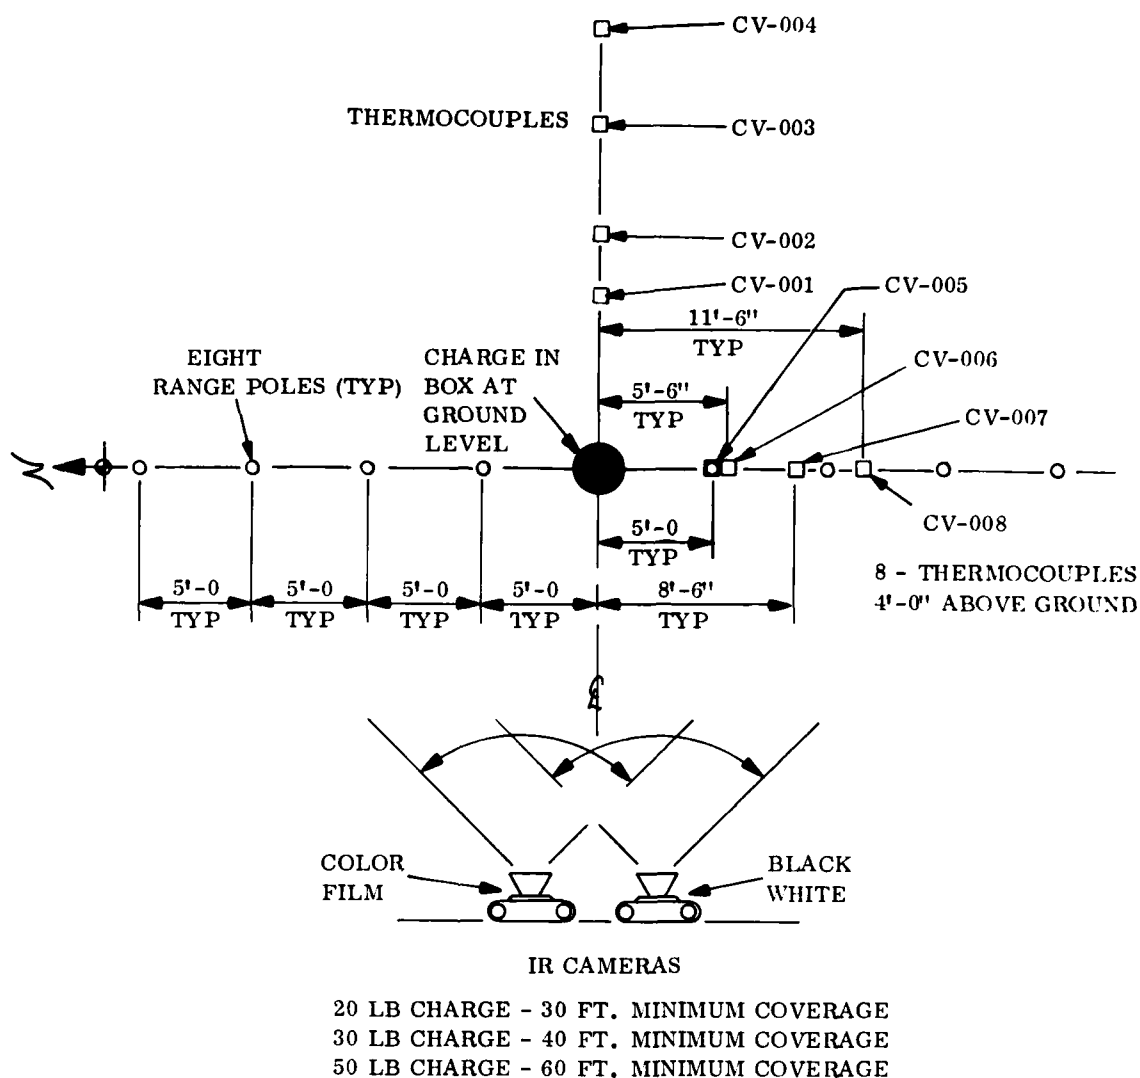 CV-004
THERMOCOUPLES
CV-003
CV-002
CV-001
CV-005
11'-6"
TYP
CV-006
EIGHT
RANGE POLES (TYP)
CHARGE IN
BOX AT
GROUND
LEVEL
5'-6"
TYP
CV-007
N
CV-008
5'-0
TYP
8 - THERMOCOUPLES
4'-0" ABOVE GROUND
5'-0
TYP
5'-0
TYP
5'-0
TYP
5'-0
TYP
8'-6"
TYP
℄
COLOR
FILM
BLACK
WHITE
IR CAMERAS
20 LB CHARGE - 30 FT. MINIMUM COVERAGE
30 LB CHARGE - 40 FT. MINIMUM COVERAGE
50 LB CHARGE - 60 FT. MINIMUM COVERAGE